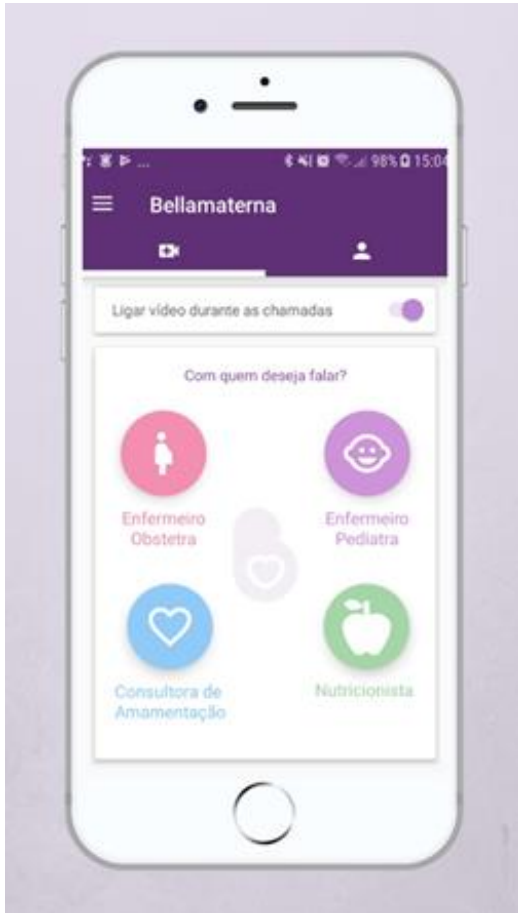 98% 15:04
Bellamaterna
Ligar vídeo durante as chamadas
Com quem deseja falar?
Enfermeiro
Obstetra
Enfermeiro
Pediatra
Consultora de
Amamentação
Nutricionista